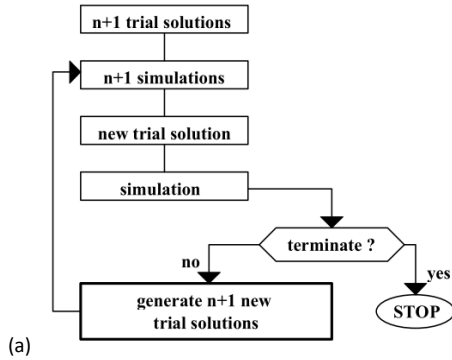 n+1 trial solutions
n+1 simulations
new trial solution
simulation
terminate ?
no
yes
generate n+1 new
trial solutions
STOP
(a)